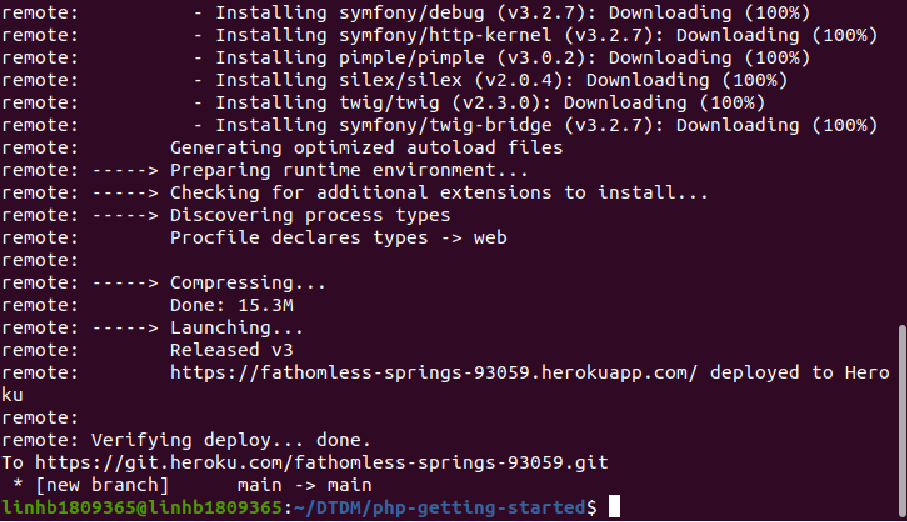 remote:          - Installing symfony/debug (v3.2.7): Downloading (100%)
remote:          - Installing symfony/http-kernel (v3.2.7): Downloading (100%)
remote:          - Installing pimple/pimple (v3.0.2): Downloading (100%)
remote:          - Installing silex/silex (v2.0.4): Downloading (100%)
remote:          - Installing twig/twig (v2.3.0): Downloading (100%)
remote:          - Installing symfony/twig-bridge (v3.2.7): Downloading (100%)
remote:        Generating optimized autoload files
remote: -----> Preparing runtime environment...
remote: -----> Checking for additional extensions to install...
remote: -----> Discovering process types
remote:        Procfile declares types -> web
remote:
remote: -----> Compressing...
remote:        Done: 15.3M
remote: -----> Launching...
remote:        Released v3
remote:        https://fathomless-springs-93059.herokuapp.com/ deployed to Hero
ku
remote:
remote: Verifying deploy... done.
To https://git.heroku.com/fathomless-springs-93059.git
 * [new branch]      main -> main
linhb1809365@linhb1809365:~/DTDM/php-getting-started$